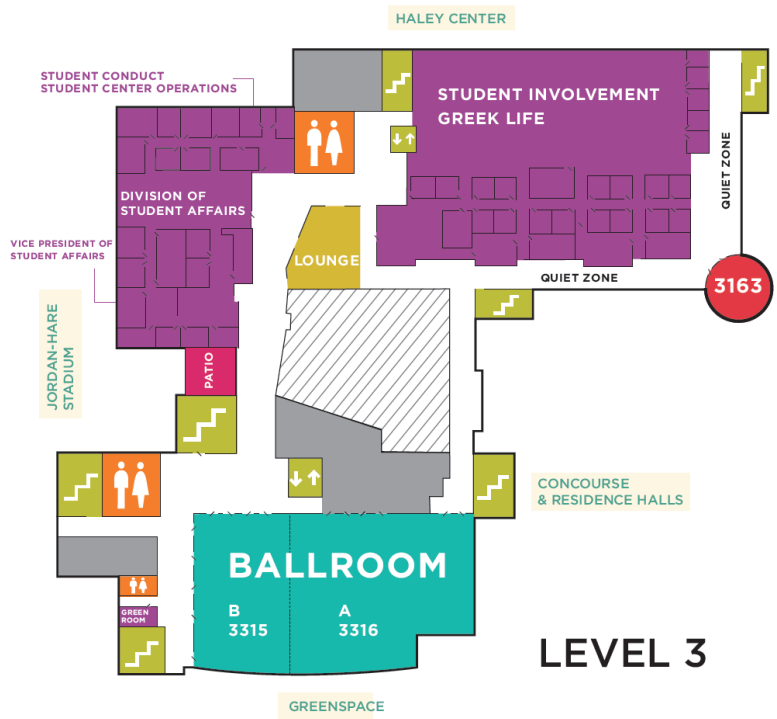 HALEY CENTER
STUDENT CONDUCT
STUDENT CENTER OPERATIONS
STUDENT INVOLVEMENT
GREEK LIFE
QUIET ZONE
DIVISION OF
STUDENT AFFAIRS
VICE PRESIDENT OF
STUDENT AFFAIRS
LOUNGE
QUIET ZONE
3163
JORDAN-HARE
STADIUM
PATIO
CONCOURSE
& RESIDENCE HALLS
BALLROOM
B
3315
A
3316
GREEN
ROOM
LEVEL 3
GREENSPACE